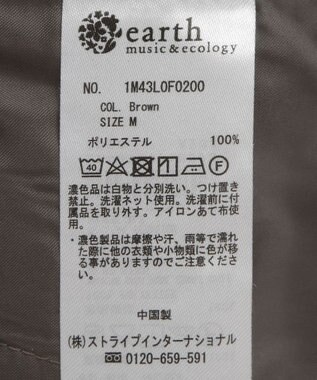 earth
music&ecology
NO. 1M43L0F0200
COL. Brown
SIZE M
ポリエステル 100%
40 F
濃色品は白物と分別洗い。つけ置き
禁止。洗濯ネット使用。洗濯前に付
属品を取り外す。アイロンあて布使
用。
・濃色製品は摩擦や汗、雨等で濡れ
た際に他の衣類や小物類に色が移
る事がありますのでご注意くださ
い。
中国製
(株)ストライプインターナショナル
0120-659-591